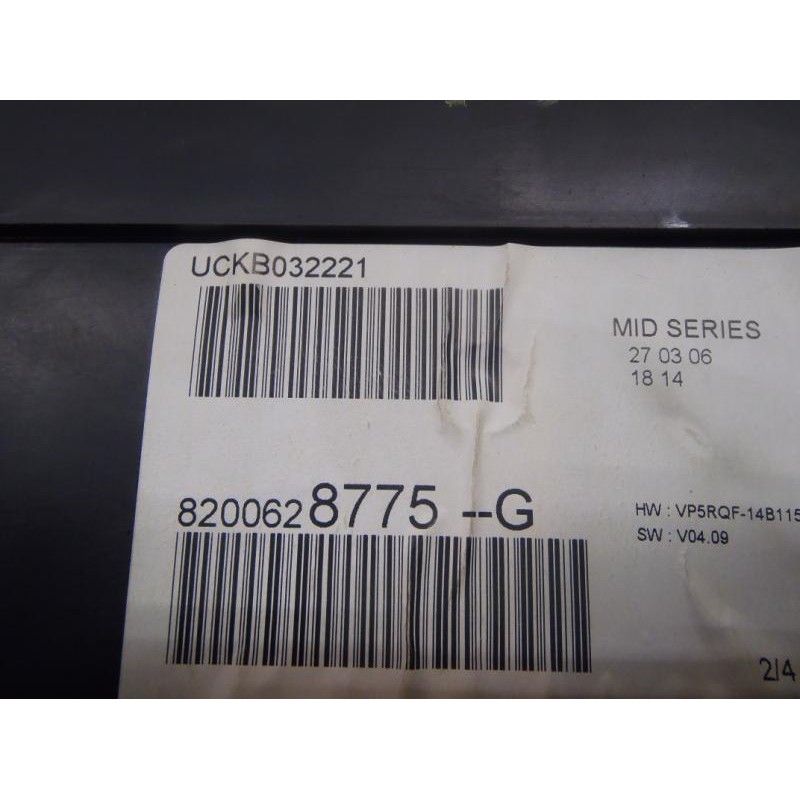 UCKB032221
MID SERIES
27 03 06
18 14
8200628775 --G
HW : VP5RQF-14B115
SW : V04.09
2/4